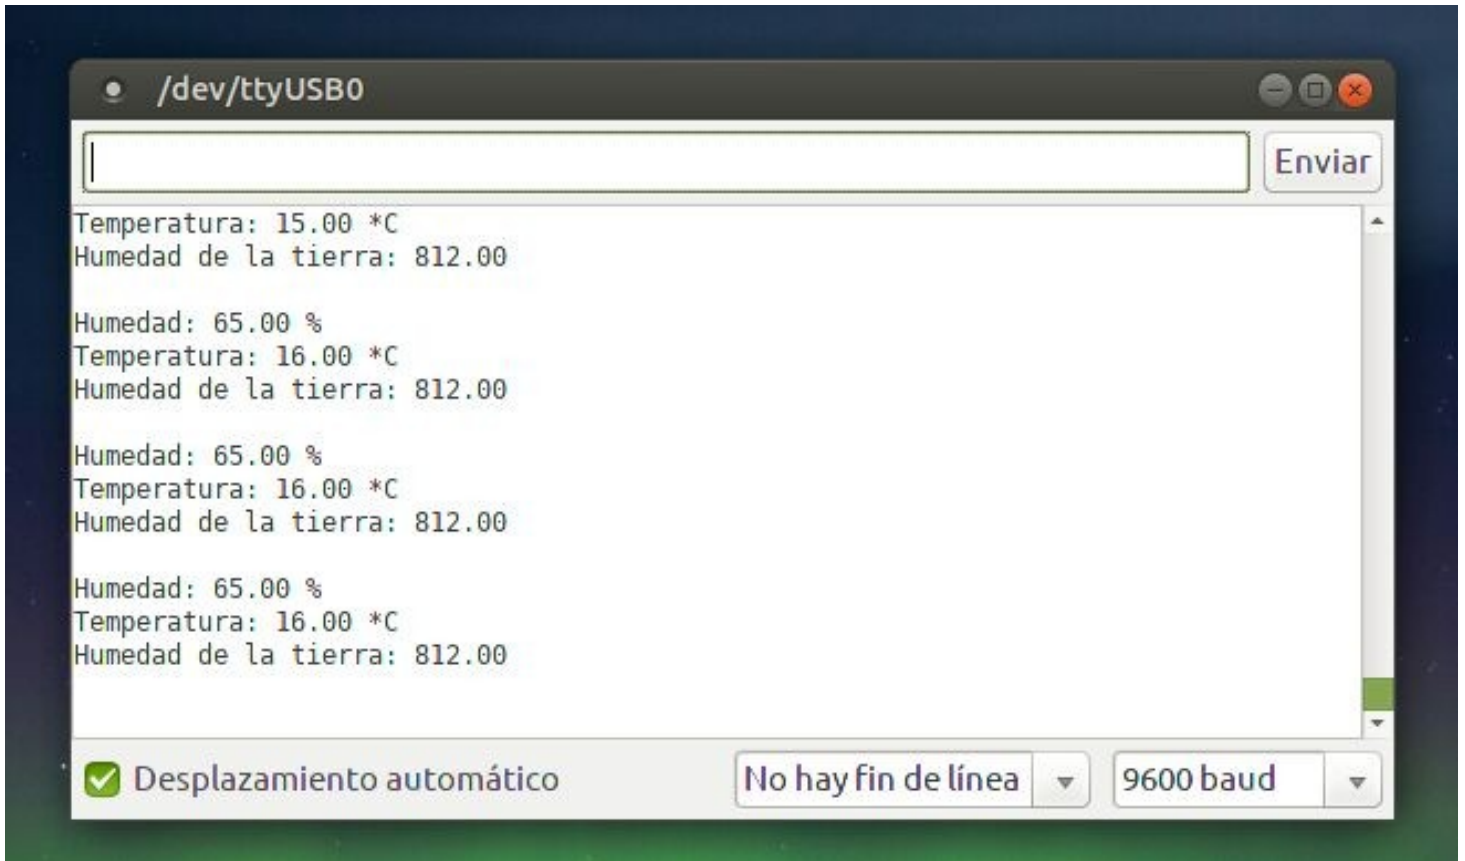 /dev/ttyUSB0
Enviar
Temperatura: 15.00 *C
Humedad de la tierra: 812.00
Humedad: 65.00 %
Temperatura: 16.00 *C
Humedad de la tierra: 812.00
Humedad: 65.00 %
Temperatura: 16.00 *C
Humedad de la tierra: 812.00
Humedad: 65.00 %
Temperatura: 16.00 *C
Humedad de la tierra: 812.00
Desplazamiento automático
No hay fin de línea
9600 baud